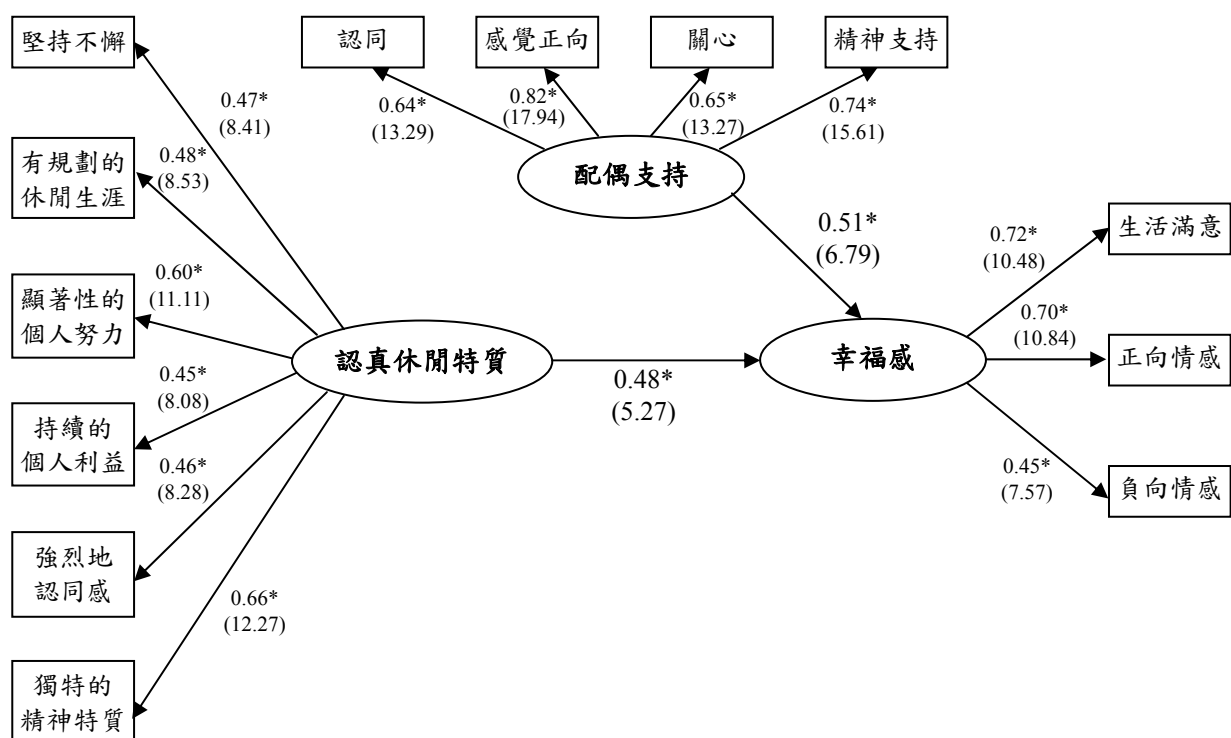 堅持不懈
認同
感覺正向
關心
精神支持
0.47*
(8.41)
0.64*
(13.29)
0.82*
(17.94)
0.65*
(13.27)
0.74*
(15.61)
有規劃的
休閒生涯
0.48*
(8.53)
配偶支持
0.51*
(6.79)
生活滿意
0.72*
(10.48)
顯著性的
個人努力
0.60*
(11.11)
認真休閒特質
0.48*
(5.27)
幸福感
0.70*
(10.84)
正向情感
持續的
個人利益
0.45*
(8.08)
0.46*
(8.28)
0.45*
(7.57)
負向情感
強烈地
認同感
0.66*
(12.27)
獨特的
精神特質